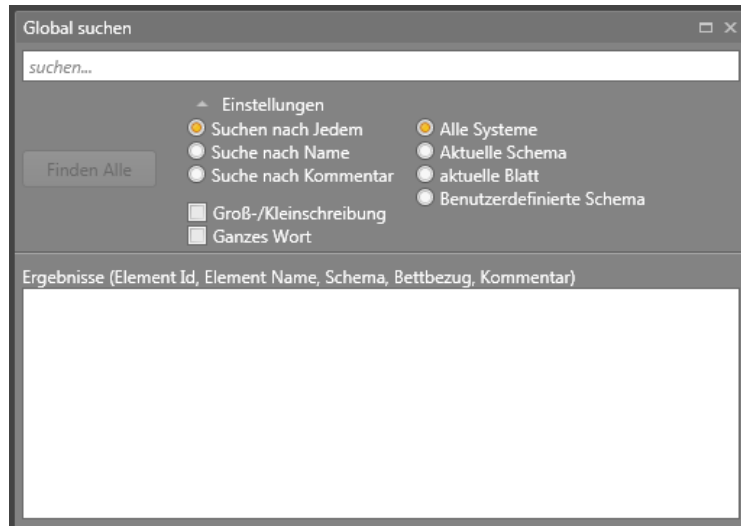 Global suchen
suchen...
Einstellungen
Suchen nach Jedem
Suche nach Name
Suche nach Kommentar
Alle Systeme
Aktuelle Schema
aktuelle Blatt
Benutzerdefinierte Schema
Finden Alle
Groß-/Kleinschreibung
Ganzes Wort
Ergebnisse (Element Id, Element Name, Schema, Bettbezug, Kommentar)